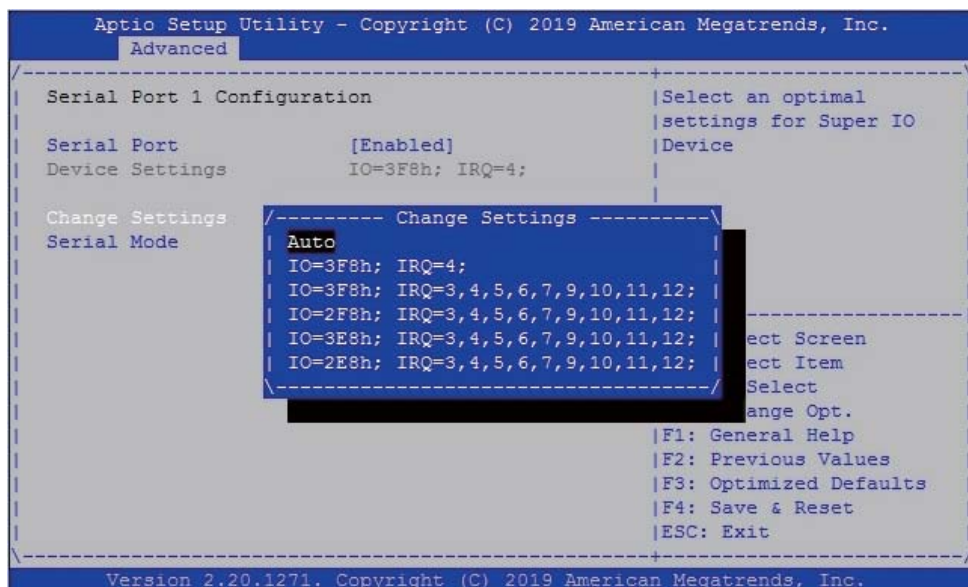 Aptio Setup Utility - Copyright (C) 2019 American Megatrends, Inc.
Advanced
Serial Port 1 Configuration
Serial Port [Enabled]
Device Settings IO=3F8h; IRQ=4;
Change Settings
Serial Mode
Select an optimal
settings for Super IO
Device
Change Settings
Auto
IO=3F8h; IRQ=4;
IO=3F8h; IRQ=3,4,5,6,7,9,10,11,12;
IO=2F8h; IRQ=3,4,5,6,7,9,10,11,12;
IO=3E8h; IRQ=3,4,5,6,7,9,10,11,12;
IO=2E8h; IRQ=3,4,5,6,7,9,10,11,12;
ect Screen
ect Item
Select
ange Opt.
F1: General Help
F2: Previous Values
F3: Optimized Defaults
F4: Save & Reset
ESC: Exit
Version 2.20.1271. Copyright (C) 2019 American Megatrends, Inc.